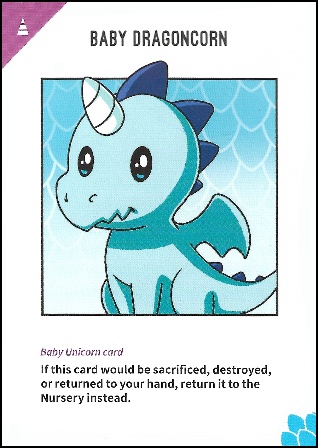 BABY DRAGONCORN
Baby Unicorn card
If this card would be sacrificed, destroyed,
or returned to your hand, return it to the
Nursery instead.